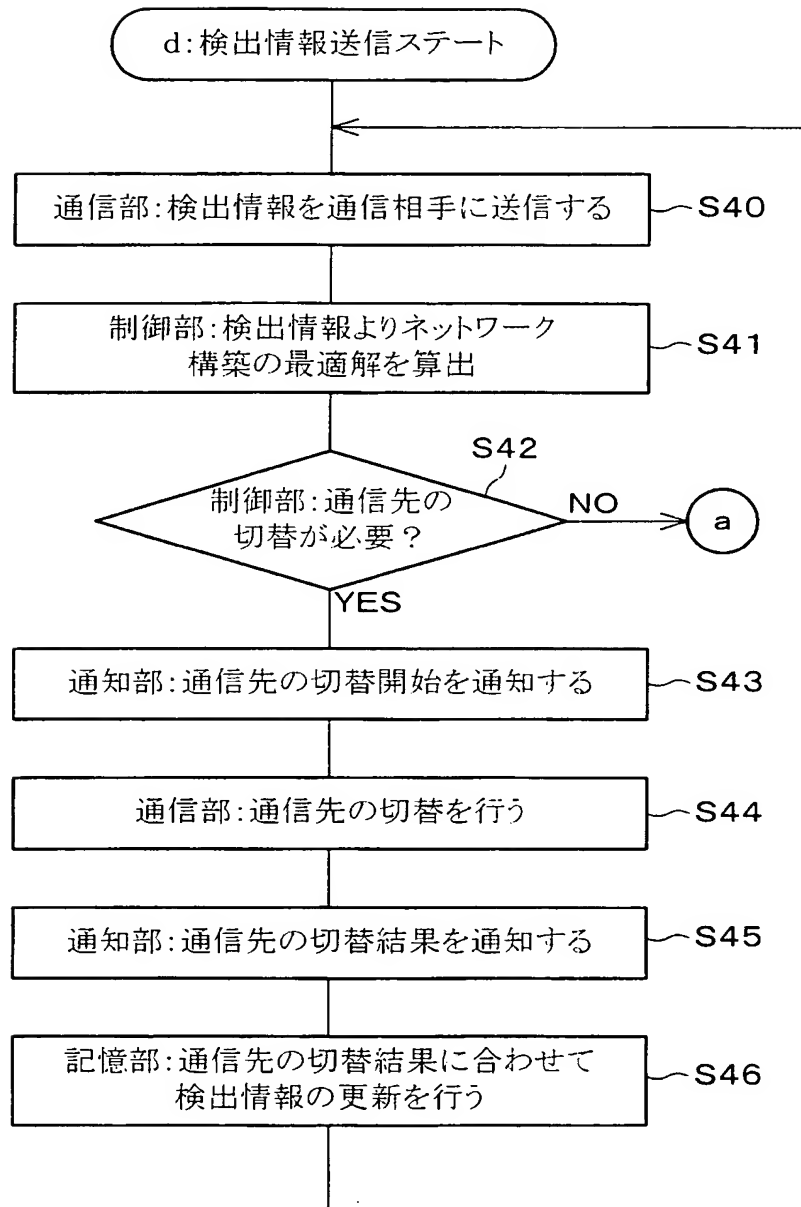 d:検出情報送信ステート
通信部:検出情報を通信相手に送信する
S40
制御部:検出情報よりネットワーク
構築の最適解を算出
S41
S42
制御部:通信先の
切替が必要?
NO
a
YES
通知部:通信先の切替開始を通知する
S43
通信部:通信先の切替を行う
S44
通知部:通信先の切替結果を通知する
S45
記憶部:通信先の切替結果に合わせて
検出情報の更新を行う
S46